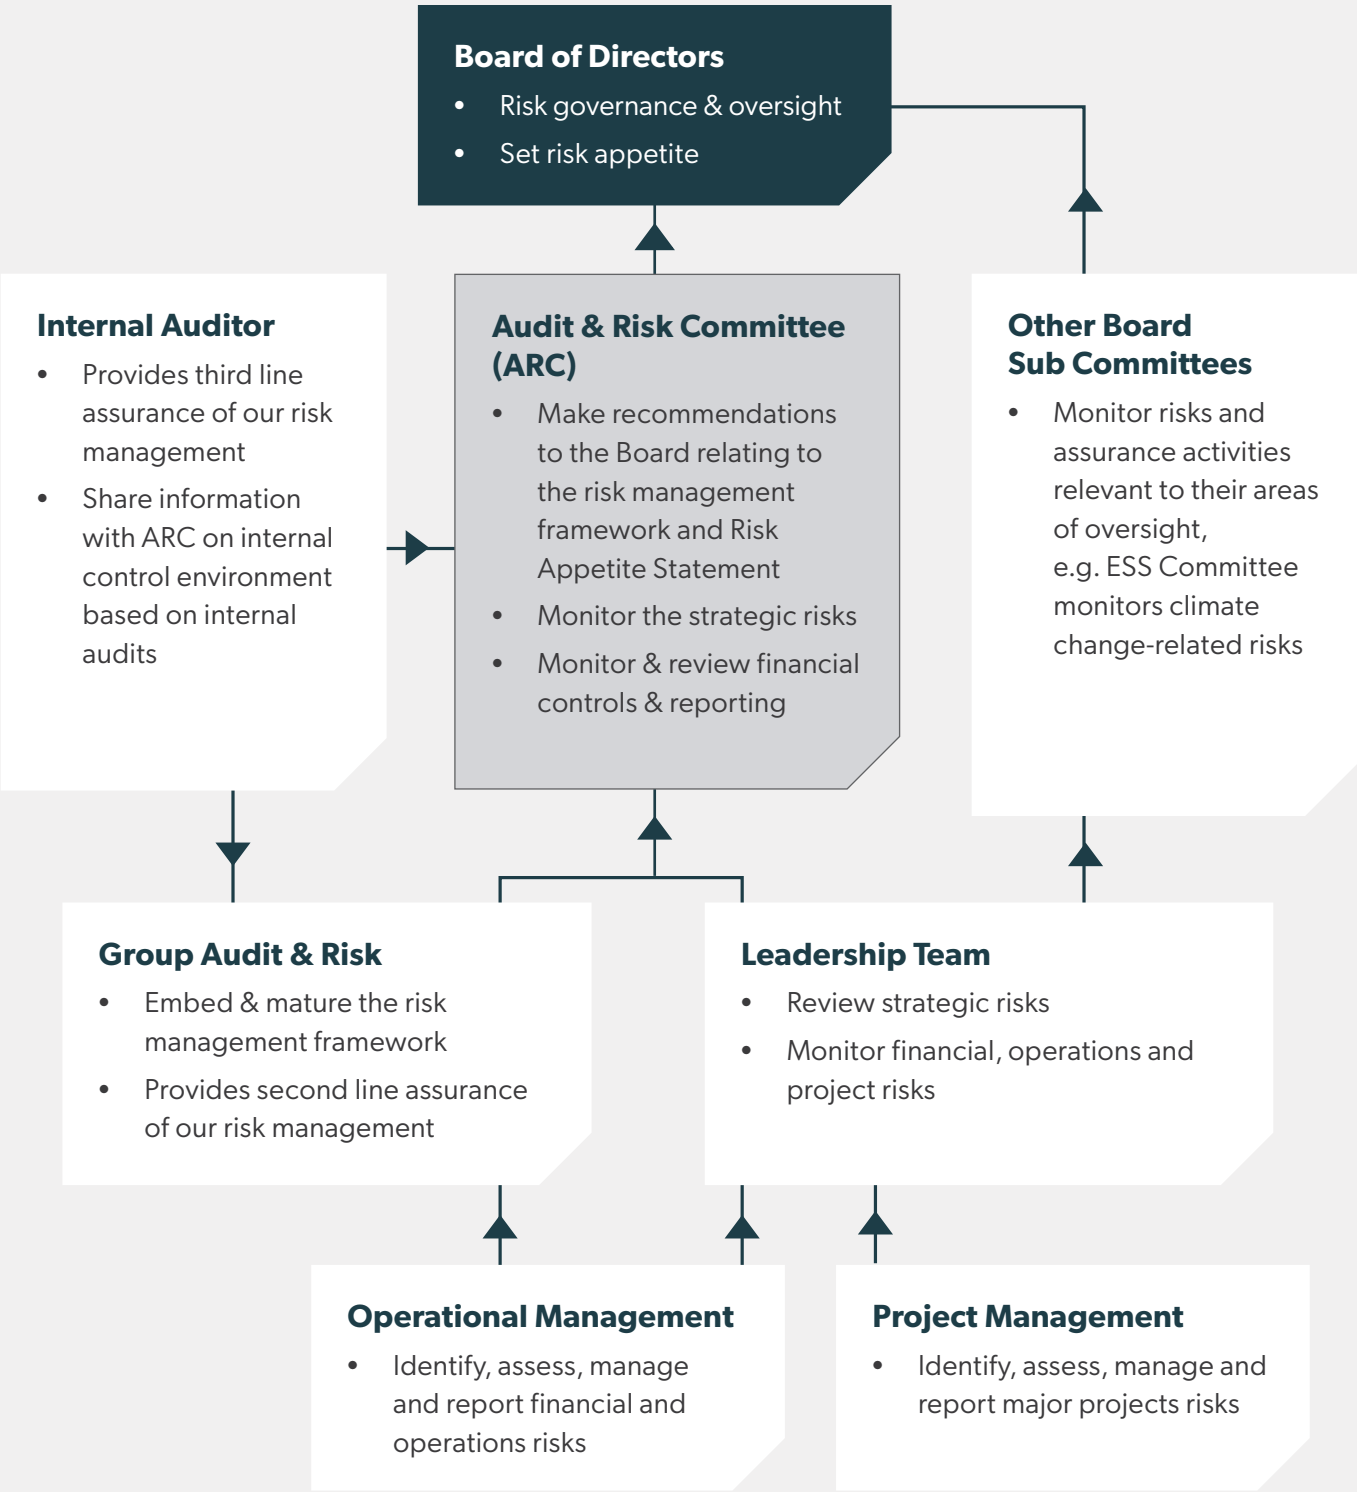 Board of Directors
• Risk governance & oversight
• Set risk appetite
Internal Auditor
• Provides third line
assurance of our risk
management
• Share information
with ARC on internal
control environment
based on internal
audits
Audit & Risk Committee
(ARC)
• Make recommendations
to the Board relating to
the risk management
framework and Risk
Appetite Statement
• Monitor the strategic risks
• Monitor & review financial
controls & reporting
Other Board
Sub Committees
• Monitor risks and
assurance activities
relevant to their areas
of oversight,
e.g. ESS Committee
monitors climate
change-related risks
Group Audit & Risk
• Embed & mature the risk
management framework
• Provides second line assurance
of our risk management
Leadership Team
• Review strategic risks
• Monitor financial, operations and
project risks
Operational Management
• Identify, assess, manage
and report financial and
operations risks
Project Management
• Identify, assess, manage and
report major projects risks